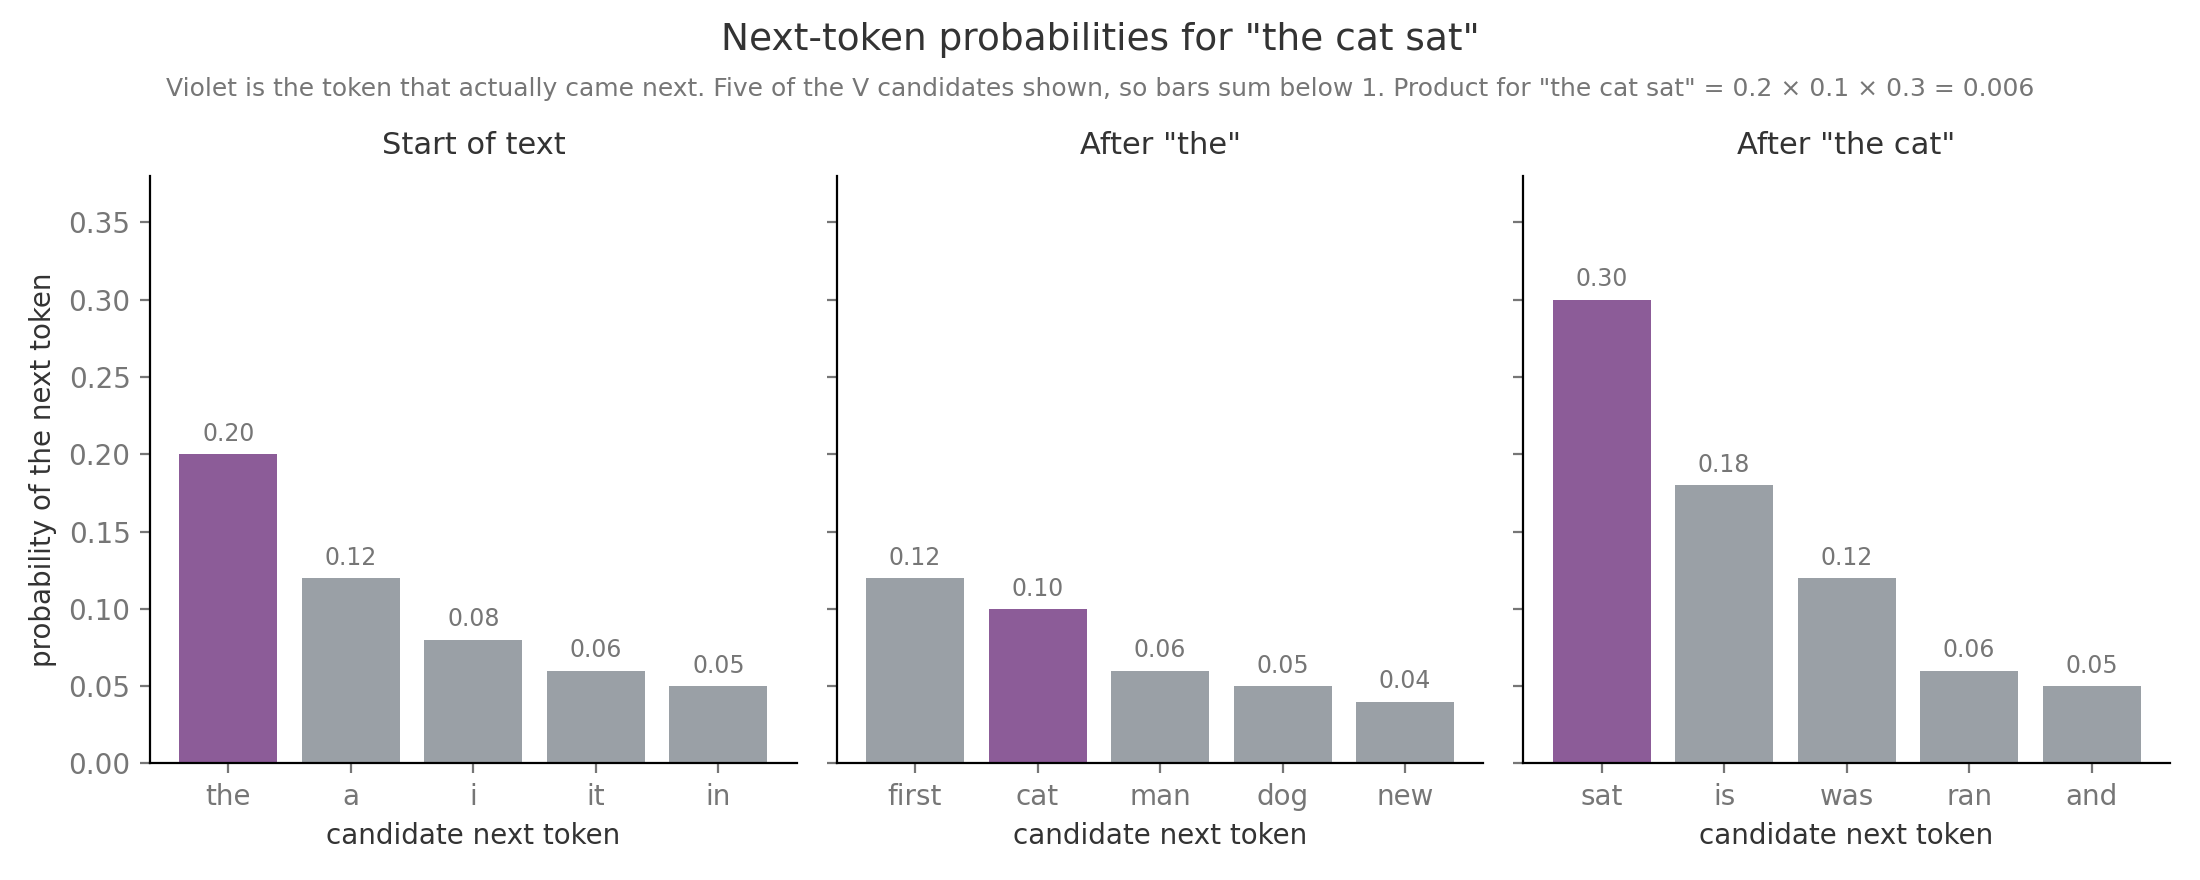 Next-token probabilities for "the cat sat"
Violet is the token that actually came next. Five of the V candidates shown, so bars sum below 1. Product for "the cat sat" = 0.2 × 0.1 × 0.3 = 0.006
Start of text
After "the"
After "the cat"
probability of the next token
0.35
0.30
0.25
0.20
0.15
0.10
0.05
0.00
0.20
0.12
0.08
0.06
0.05
the
a
i
it
in
candidate next token
0.12
0.10
0.06
0.05
0.04
first
cat
man
dog
new
candidate next token
0.30
0.18
0.12
0.06
0.05
sat
is
was
ran
and
candidate next token